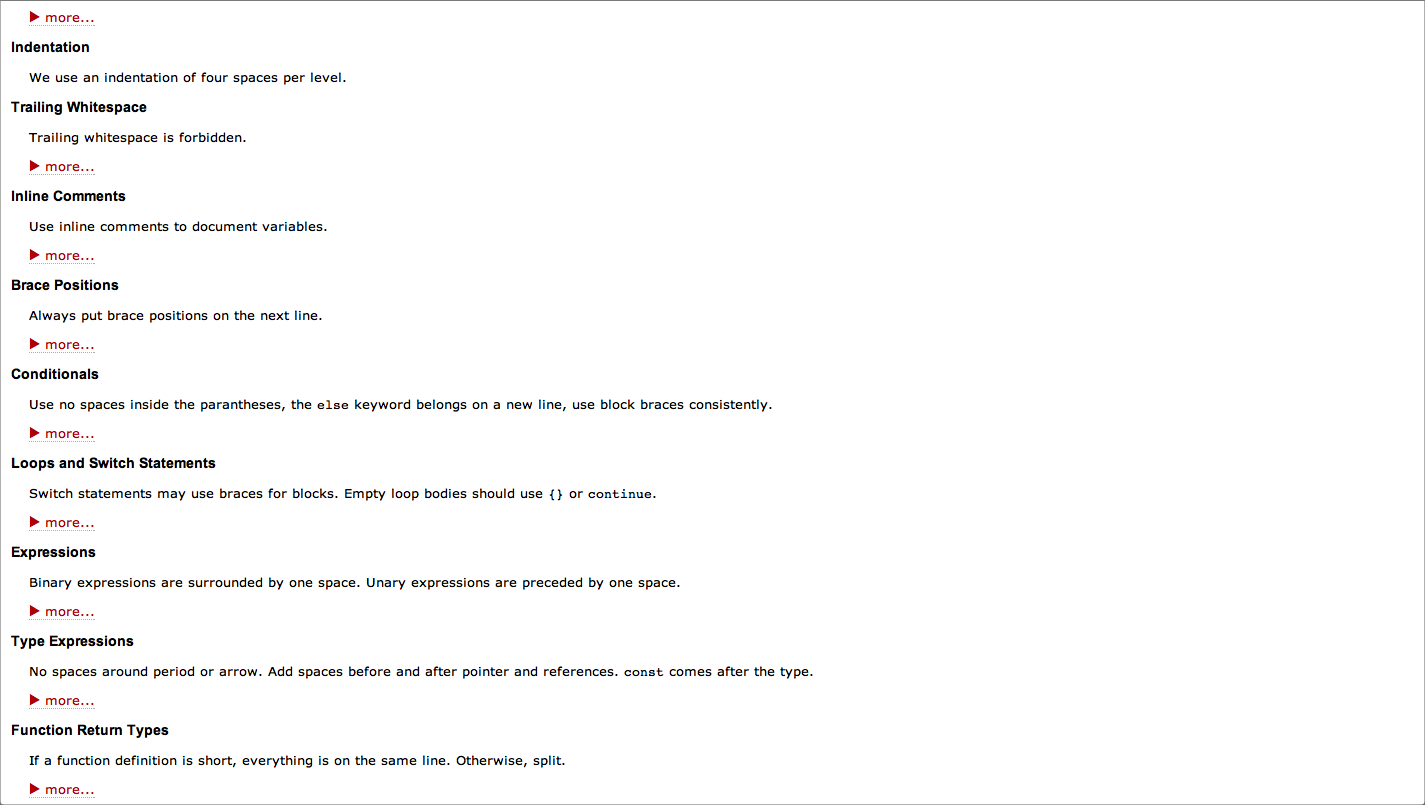 ▶ more...
Indentation
We use an indentation of four spaces per level.
Trailing Whitespace
Trailing whitespace is forbidden.
▶ more...
Inline Comments
Use inline comments to document variables.
▶ more...
Brace Positions
Always put brace positions on the next line.
▶ more...
Conditionals
Use no spaces inside the parantheses, the else keyword belongs on a new line, use block braces consistently.
▶ more...
Loops and Switch Statements
Switch statements may use braces for blocks. Empty loop bodies should use {} or continue.
▶ more...
Expressions
Binary expressions are surrounded by one space. Unary expressions are preceded by one space.
▶ more...
Type Expressions
No spaces around period or arrow. Add spaces before and after pointer and references. const comes after the type.
▶ more...
Function Return Types
If a function definition is short, everything is on the same line. Otherwise, split.
▶ more...